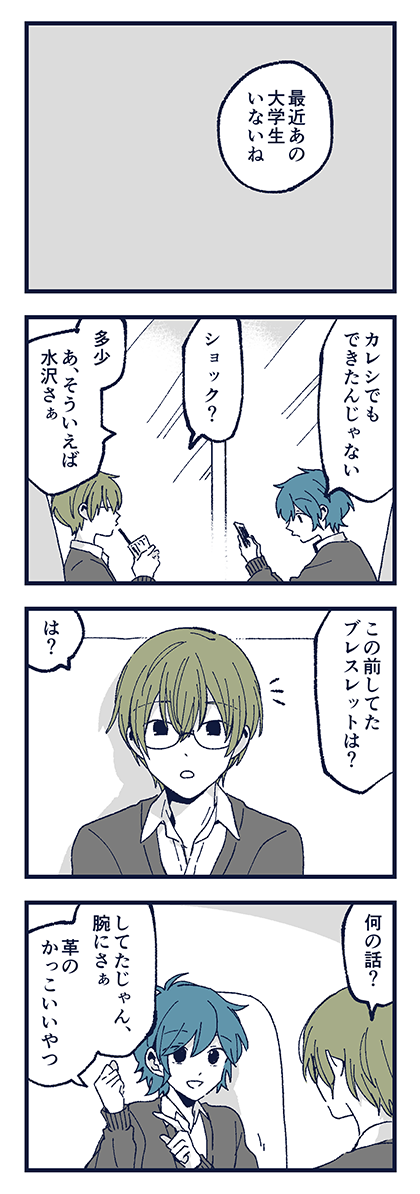 最近あの
大学生
いないね
カレシでも
できたんじゃない
ショック？
多少
あ、そういえば
水沢さぁ
この前してた
ブレスレットは？
は？
何の話？
してたじゃん、
腕にさぁ
革の
かっこいいやつ